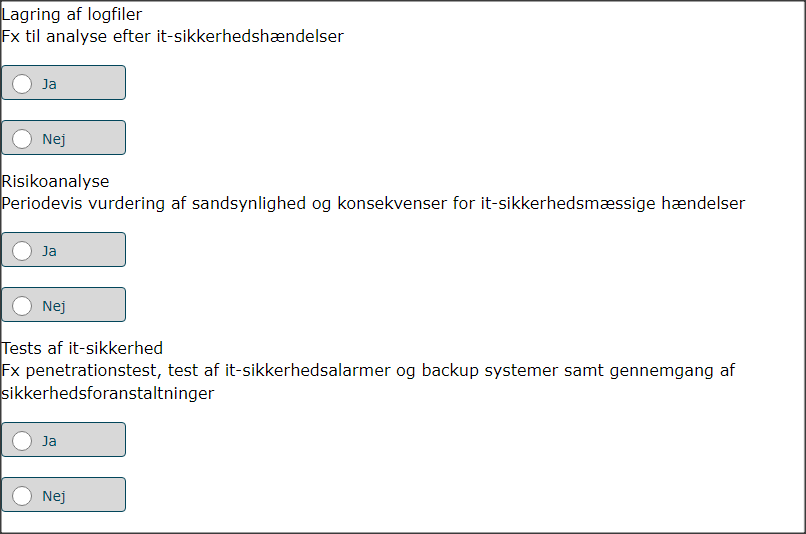 Lagring af logfiler
Fx til analyse efter it-sikkerhedshændelser
Ja
Nej
Risikoanalyse
Periodevis vurdering af sandsynlighed og konsekvenser for it-sikkerhedsmæssige hændelser
Ja
Nej
Tests af it-sikkerhed
Fx penetrationstest, test af it-sikkerhedsalarmer og backup systemer samt gennemgang af
sikkerhedsforanstaltninger
Ja
Nej